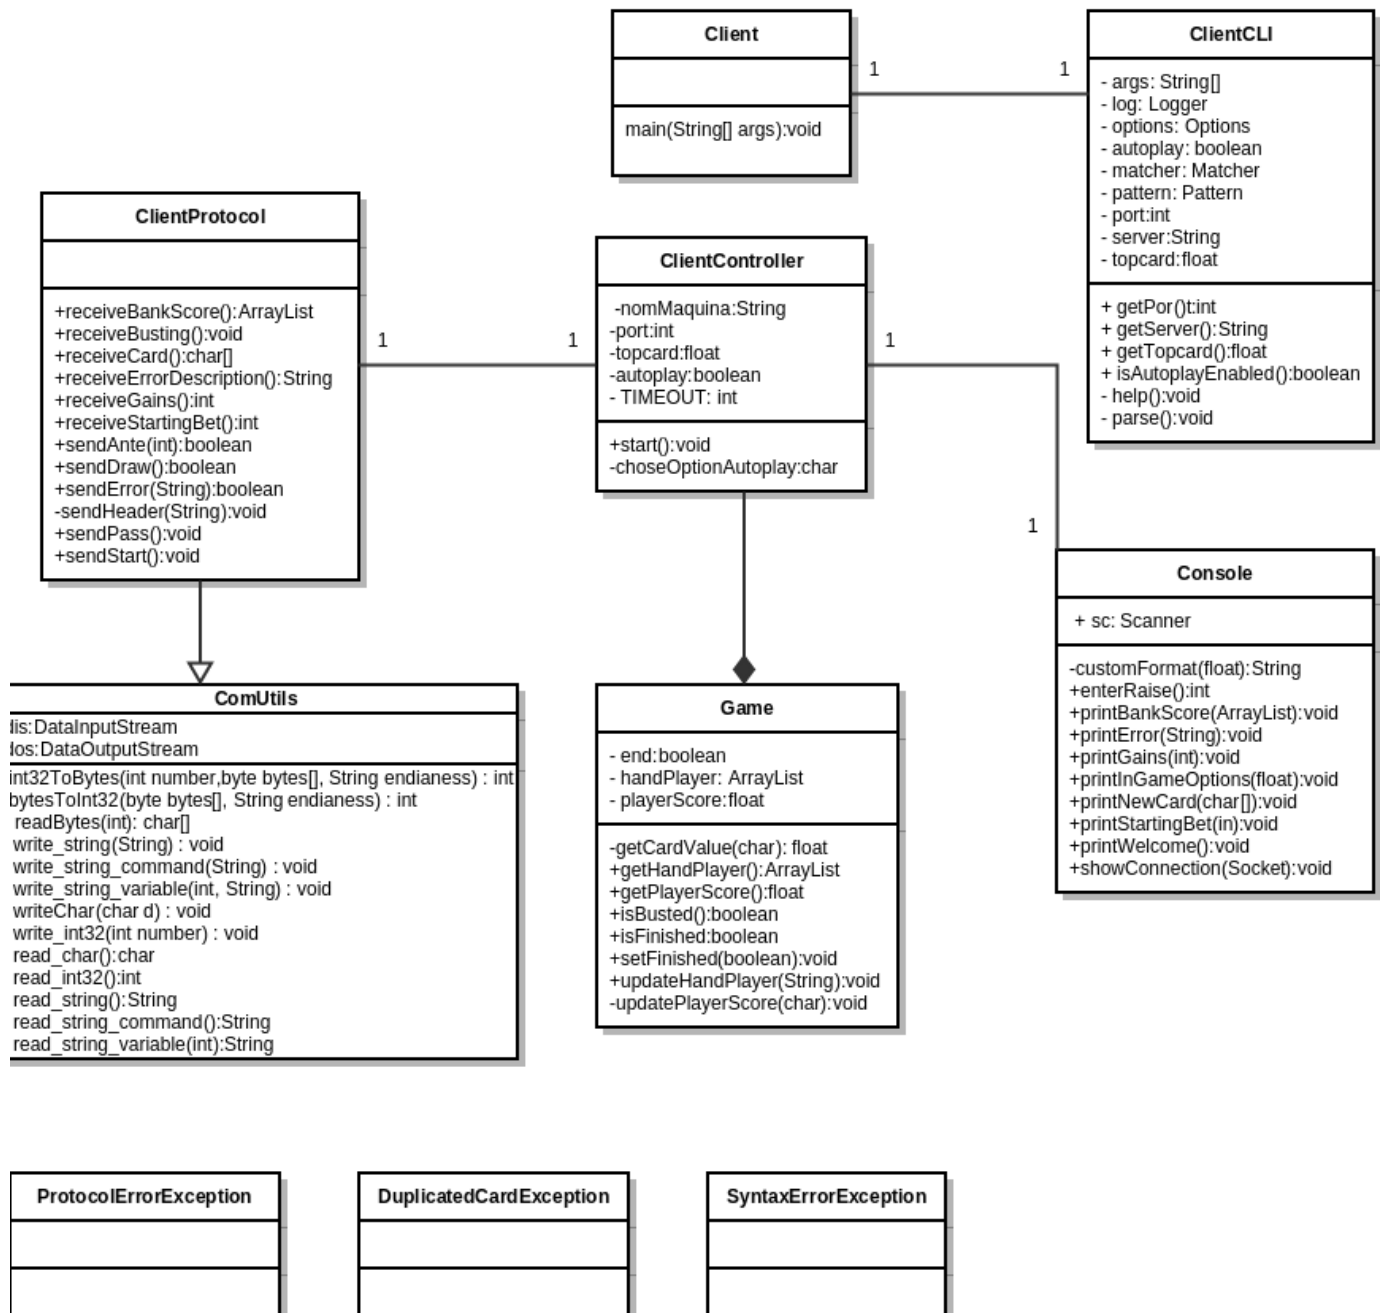 Client
main(String[] args):void
1
1
ClientCLI
- args: String[]
- log: Logger
- options: Options
- autoplay: boolean
- matcher: Matcher
- pattern: Pattern
- port:int
- server:String
- topcard:float
+ getPor()t:int
+ getServer():String
+ getTopcard():float
+ isAutoplayEnabled():boolean
- help():void
- parse():void
ClientProtocol
+receiveBankScore():ArrayList
+receiveBusting():void
+receiveCard():char[]
+receiveErrorDescription():String
+receiveGains():int
+receiveStartingBet():int
+sendAnte(int):boolean
+sendDraw():boolean
+sendError(String):boolean
-sendHeader(String):void
+sendPass():void
+sendStart():void
1
1
ClientController
-nomMaquina:String
-port:int
-topcard:float
-autoplay:boolean
- TIMEOUT: int
+start():void
-choseOptionAutoplay:char
1
1
Console
+ sc: Scanner
-customFormat(float):String
+enterRaise():int
+printBankScore(ArrayList):void
+printError(String):void
+printGains(int):void
+printInGameOptions(float):void
+printNewCard(char[]):void
+printStartingBet(in):void
+printWelcome():void
+showConnection(Socket):void
ComUtils
dis:DataInputStream
dos:DataOutputStream
int32ToBytes(int number,byte bytes[], String endianess) : int
bytesToInt32(byte bytes[], String endianess) : int
readBytes(int): char[]
write_string(String) : void
write_string_command(String) : void
write_string_variable(int, String) : void
writeChar(char d) : void
write_int32(int number) : void
read_char():char
read_int32():int
read_string():String
read_string_command():String
read_string_variable(int):String
Game
- end:boolean
- handPlayer: ArrayList
- playerScore:float
-getCardValue(char): float
+getHandPlayer():ArrayList
+getPlayerScore():float
+isBusted():boolean
+isFinished:boolean
+setFinished(boolean):void
+updateHandPlayer(String):void
-updatePlayerScore(char):void
ProtocolErrorException
DuplicatedCardException
SyntaxErrorException